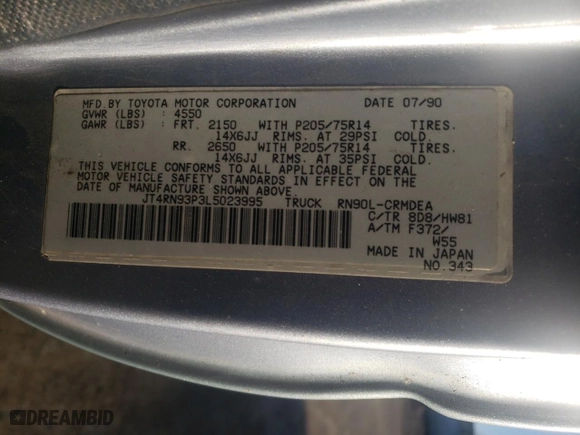 MFD.BY TOYOTA MOTOR CORPORATION DATE 07/90
GVWR (LBS) : 4550
GAWR (LBS) : FRT. 2150 WITH P205/75R14 TIRES.
14X6JJ RIMS. AT 29PSI COLD.
RR. 2650 WITH P205/75R14 TIRES.
14X6JJ RIMS. AT 35PSI COLD.
THIS VEHICLE CONFORMS TO ALL APPLICABLE FEDERAL
MOTOR VEHICLE SAFETY STANDARDS IN EFFECT ON THE
DATE OF MANUFACTURE SHOWN ABOVE.
JT4RN93P3L5023995 TRUCK RN90L-CRMDEA
C/TR 8D8/HW81
A/TM F372/
W55
MADE IN JAPAN
NO.343
DREAMBID